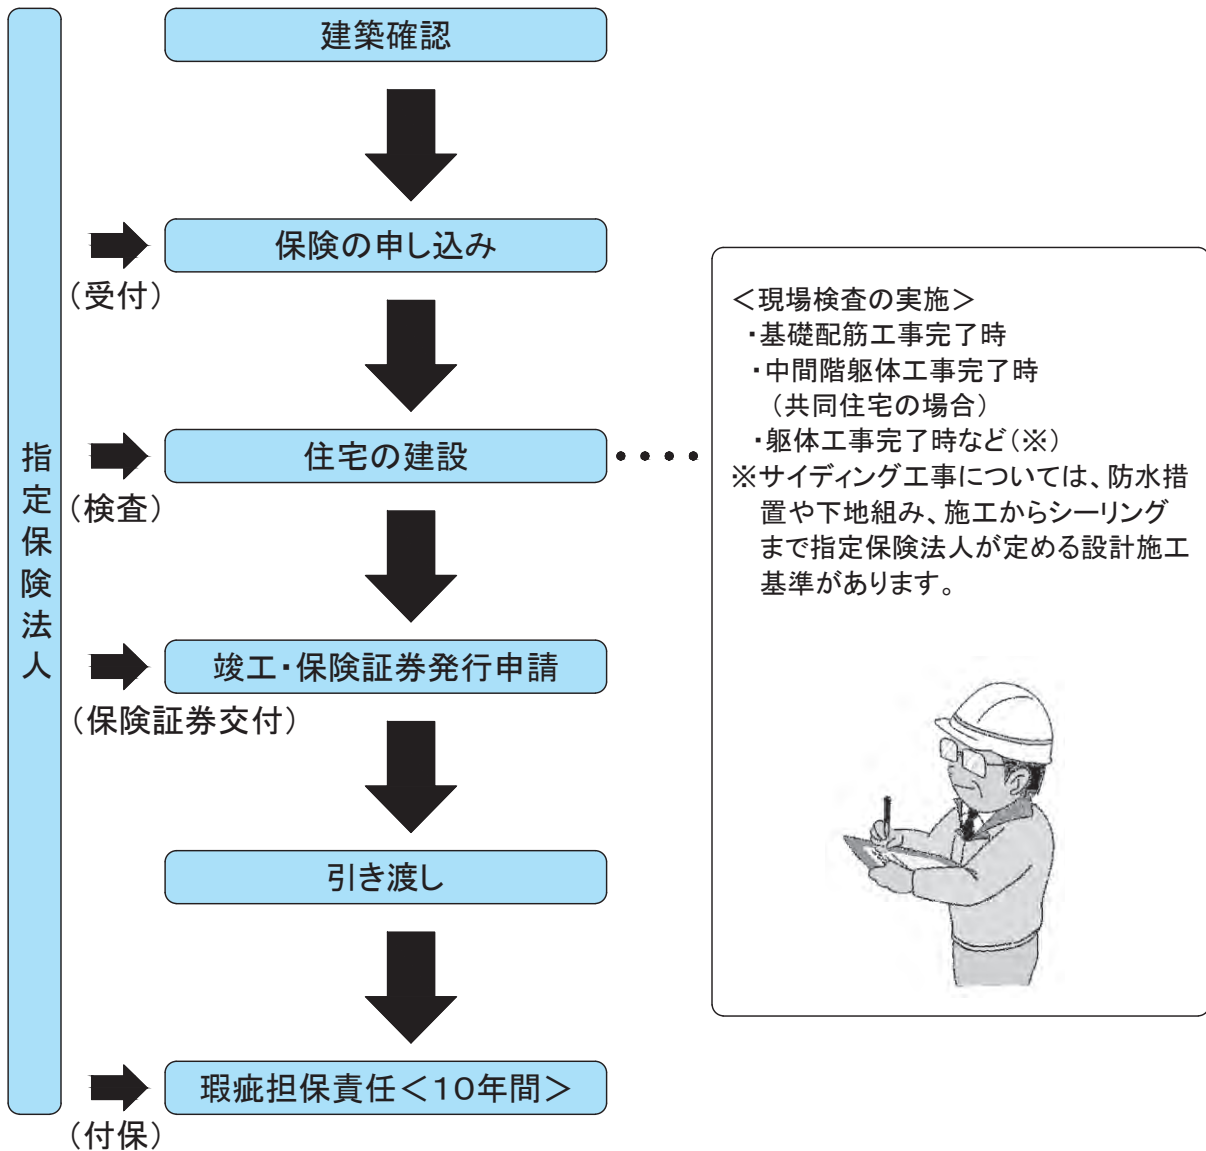 指定保険法人
建築確認
保険の申し込み
（受付）
住宅の建設
（検査）
竣工・保険証券発行申請
（保険証券交付）
引き渡し
瑕疵担保責任＜１０年間＞
（付保）
＜現場検査の実施＞
・基礎配筋工事完了時
・中間階躯体工事完了時
（共同住宅の場合）
・躯体工事完了時など（※）
※サイディング工事については、防水措
置や下地組み、施工からシーリング
まで指定保険法人が定める設計施工
基準があります。